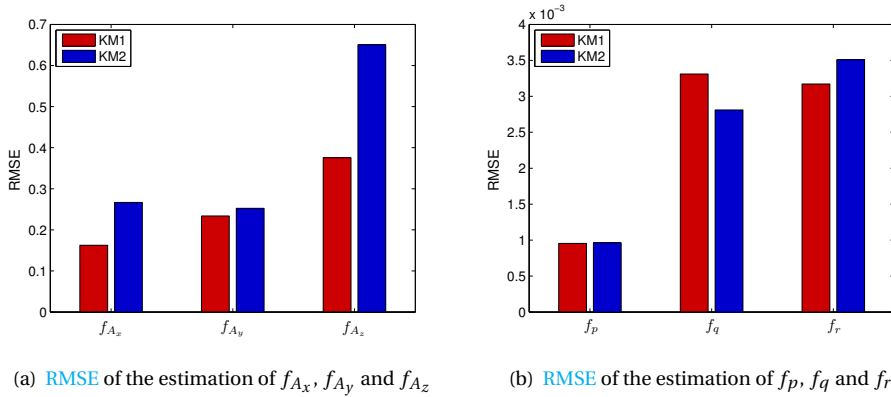 0.7
0.6
0.5
0.4
0.3
0.2
0.1
0
RMSE
KM1
KM2
f_{A_x} f_{A_y} f_{A_z}
x 10^{-3}
4
3.5
3
2.5
2
1.5
1
0.5
0
RMSE
KM1
KM2
f_p f_q f_r
(a) RMSE of the estimation of f_{A_x}, f_{A_y} and f_{A_z}
(b) RMSE of the estimation of f_p, f_q and f_r